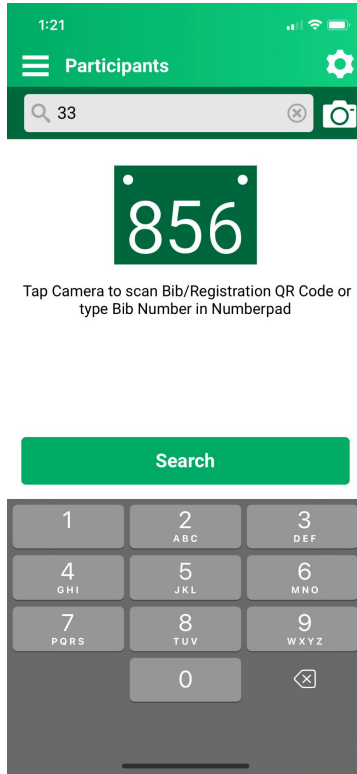 1:21
Participants
33
856
Tap Camera to scan Bib/Registration QR Code or
type Bib Number in Numberpad
Search
1
2
ABC
3
DEF
4
GHI
5
JKL
6
MNO
7
PQRS
8
TUV
9
WXYZ
0